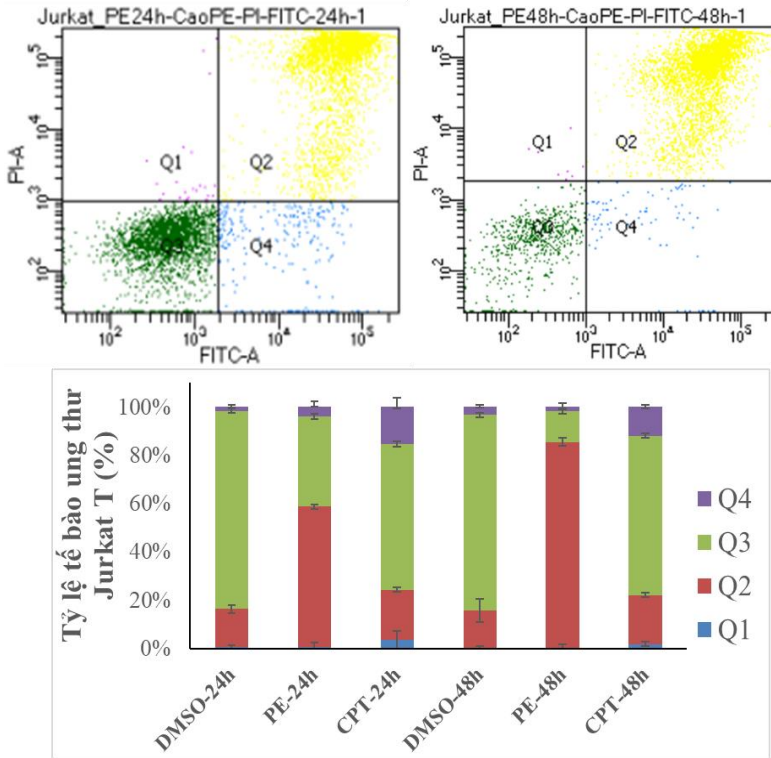 Jurkat_PE24h-CaoPE-PI-FITC-24h-1
PI-A
10^5
10^4
10^3
10^2
Q1
Q2
Q3
Q4
10^2 10^3 10^4 10^5
FITC-A
Jurkat_PE48h-CaoPE-PI-FITC-48h-1
PI-A
10^5
10^4
10^3
10^2
Q1
Q2
Q4
10^2 10^3 10^4 10^5
FITC-A
Tỷ lệ tế bào ung thư
Jurkat T (%)
100%
80%
60%
40%
20%
0%
DMSO-24h
PE-24h
CPT-24h
DMSO-48h
PE-48h
CPT-48h
Q4
Q3
Q2
Q1